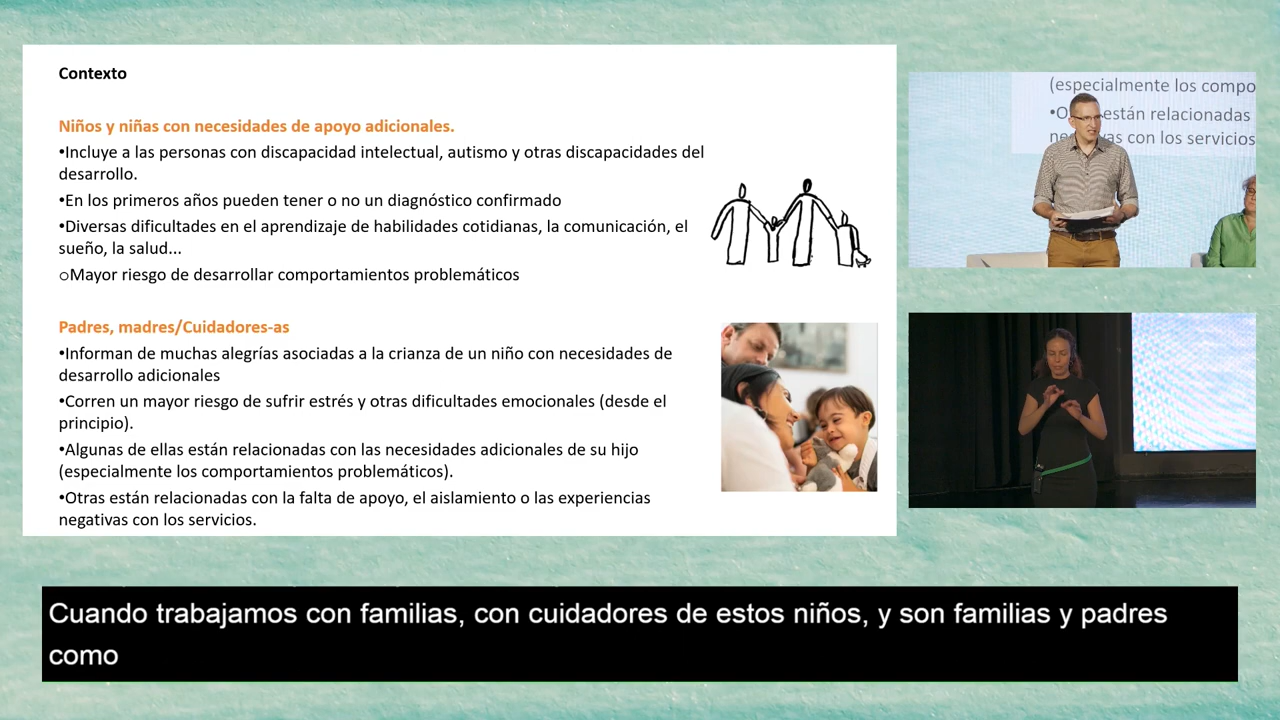 Contexto
Niños y niñas con necesidades de apoyo adicionales.
•Incluye a las personas con discapacidad intelectual, autismo y otras discapacidades del
desarrollo.
•En los primeros años pueden tener o no un diagnóstico confirmado
•Diversas dificultades en el aprendizaje de habilidades cotidianas, la comunicación, el
sueño, la salud...
oMayor riesgo de desarrollar comportamientos problemáticos
Padres, madres/Cuidadores-as
•Informan de muchas alegrías asociadas a la crianza de un niño con necesidades de
desarrollo adicionales
•Corren un mayor riesgo de sufrir estrés y otras dificultades emocionales (desde el
principio).
•Algunas de ellas están relacionadas con las necesidades adicionales de su hijo
(especialmente los comportamientos problemáticos).
•Otras están relacionadas con la falta de apoyo, el aislamiento o las experiencias
negativas con los servicios.
(especialmente los compo
están relacionadas
con los servicios
Cuando trabajamos con familias, con cuidadores de estos niños, y son familias y padres
como